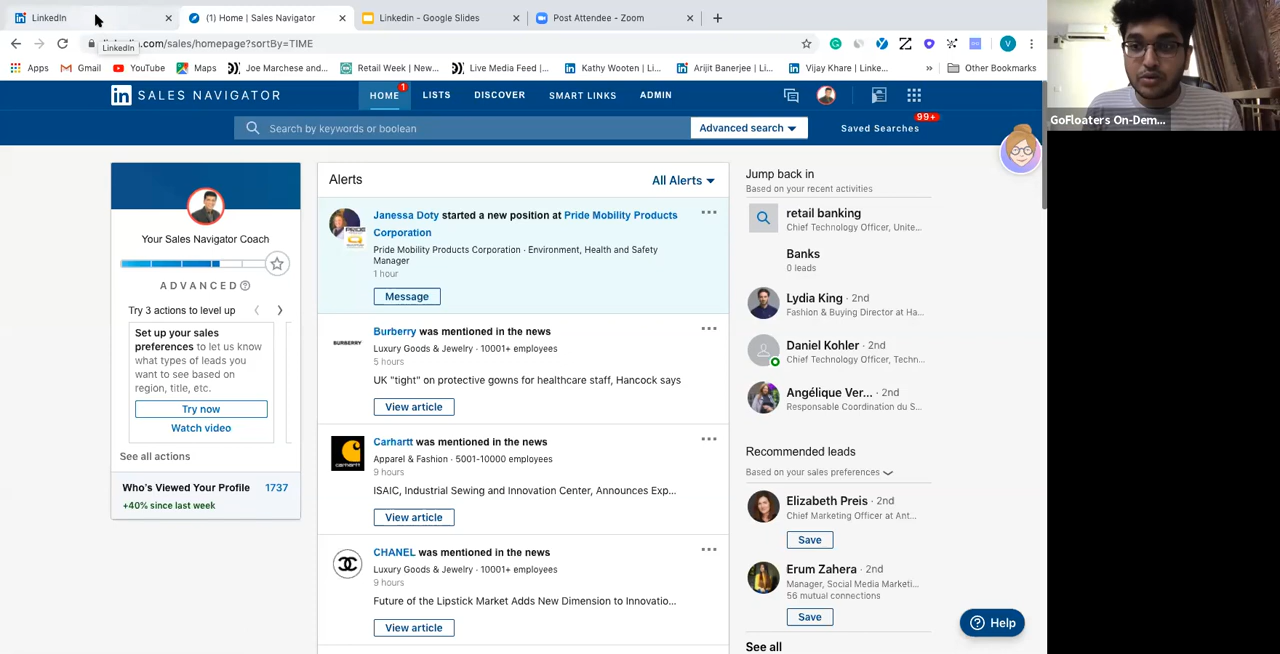 LinkedIn
(1) Home | Sales Navigator
Linkedin - Google Slides
Post Attendee - Zoom
.com/sales/homepage?sortBy=TIME
LinkedIn
Apps
Gmail
YouTube
Maps
Joe Marchese and...
Retail Week | New...
Live Media Feed |...
Kathy Wooten | Li...
Arijit Banerjee | Li...
Vijay Khare | Linke...
»
Other Bookmarks
V
GoFloaters On-Dem...
in SALES NAVIGATOR
HOME
1
LISTS
DISCOVER
SMART LINKS
ADMIN
Search by keywords or boolean
Advanced search
Saved Searches
99+
Your Sales Navigator Coach
ADVANCED
Try 3 actions to level up
Set up your sales
preferences to let us know
what types of leads you
want to see based on
region, title, etc.
Try now
Watch video
See all actions
Who's Viewed Your Profile 1737
+40% since last week
Alerts
All Alerts
Janessa Doty started a new position at Pride Mobility Products
Corporation
Pride Mobility Products Corporation · Environment, Health and Safety
Manager
1 hour
Message
PRIDE
BURBERRY
Burberry was mentioned in the news
Luxury Goods & Jewelry · 10001+ employees
5 hours
UK "tight" on protective gowns for healthcare staff, Hancock says
View article
carhartt
Carhartt was mentioned in the news
Apparel & Fashion · 5001-10000 employees
9 hours
ISAIC, Industrial Sewing and Innovation Center, Announces Exp...
View article
CHANEL was mentioned in the news
Luxury Goods & Jewelry · 10001+ employees
9 hours
Future of the Lipstick Market Adds New Dimension to Innovatio...
View article
Jump back in
Based on your recent activities
retail banking
Chief Technology Officer, Unite...
Banks
0 leads
Lydia King · 2nd
Fashion & Buying Director at Ha...
Daniel Kohler · 2nd
Chief Technology Officer, Techn...
Angélique Ver... · 2nd
Responsable Coordination du S...
Recommended leads
Based on your sales preferences
Elizabeth Preis · 2nd
Chief Marketing Officer at Ant...
Save
Erum Zahera · 2nd
Manager, Social Media Marketi...
56 mutual connections
Save
See all
Help